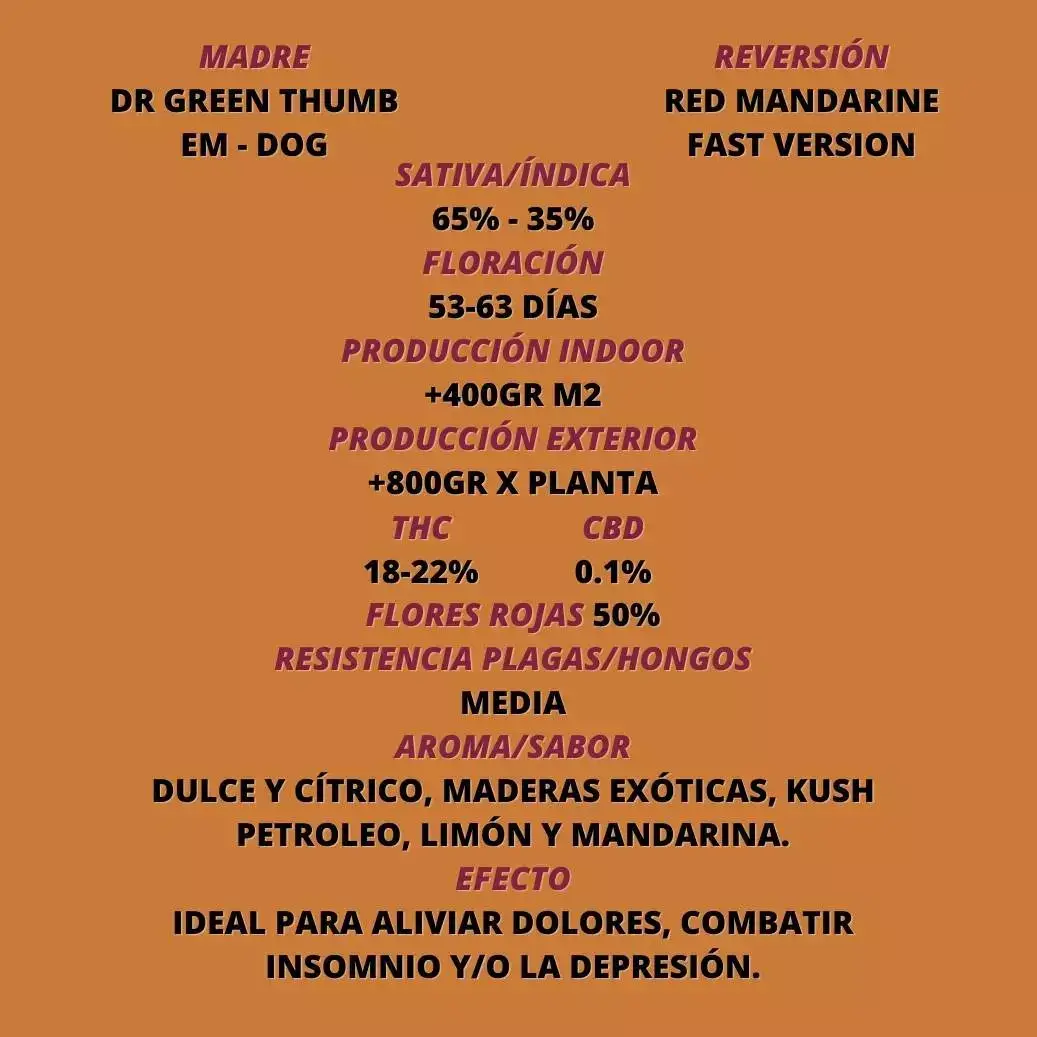 MADRE
DR GREEN THUMB
EM - DOG
REVERSIÓN
RED MANDARINE
FAST VERSION
SATIVA/ÍNDICA
65% - 35%
FLORACIÓN
53-63 DÍAS
PRODUCCIÓN INDOOR
+400GR M2
PRODUCCIÓN EXTERIOR
+800GR X PLANTA
THC CBD
18-22% 0.1%
FLORES ROJAS 50%
RESISTENCIA PLAGAS/HONGOS
MEDIA
AROMA/SABOR
DULCE Y CÍTRICO, MADERAS EXÓTICAS, KUSH
PETROLEO, LIMÓN Y MANDARINA.
EFECTO
IDEAL PARA ALIVIAR DOLORES, COMBATIR
INSOMNIO Y/O LA DEPRESIÓN.